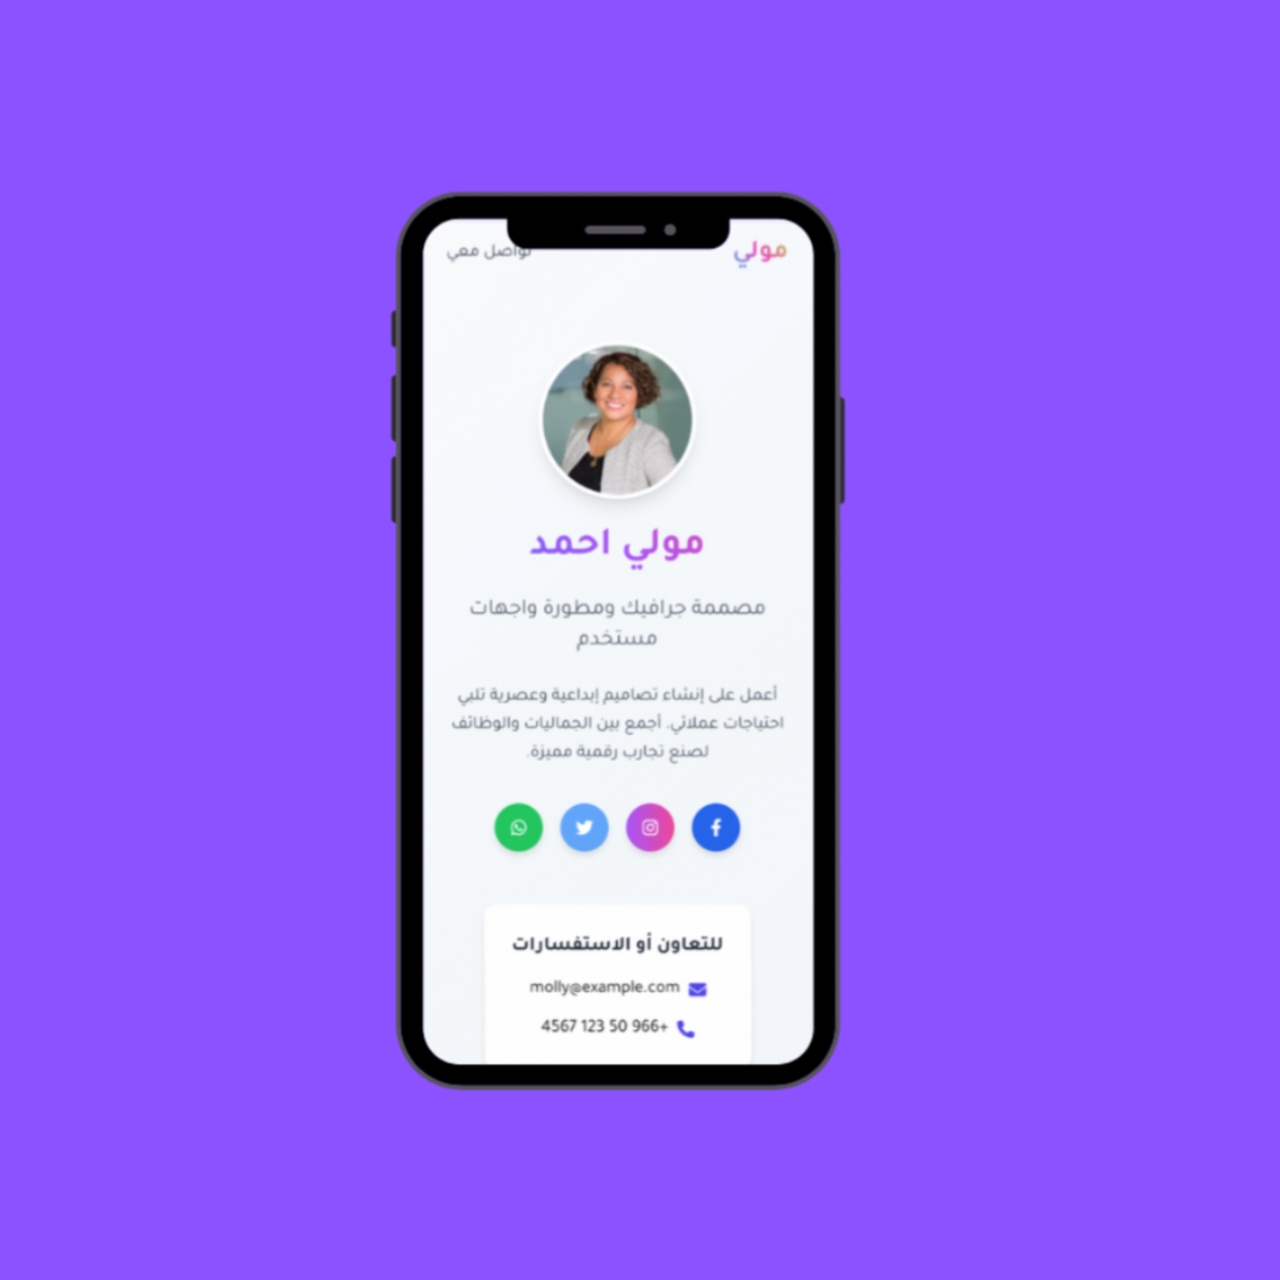 مولي
تواصل معي
مولي احمد
مصممة جرافيك ومطورة واجهات
مستخدم
أعمل على إنشاء تصاميم إبداعية وعصرية تلبي
احتياجات عملائي. أجمع بين الجماليات والوظائف
لصنع تجارب رقمية مميزة.
للتعاون أو الاستفسارات
molly@example.com
+966 50 123 4567